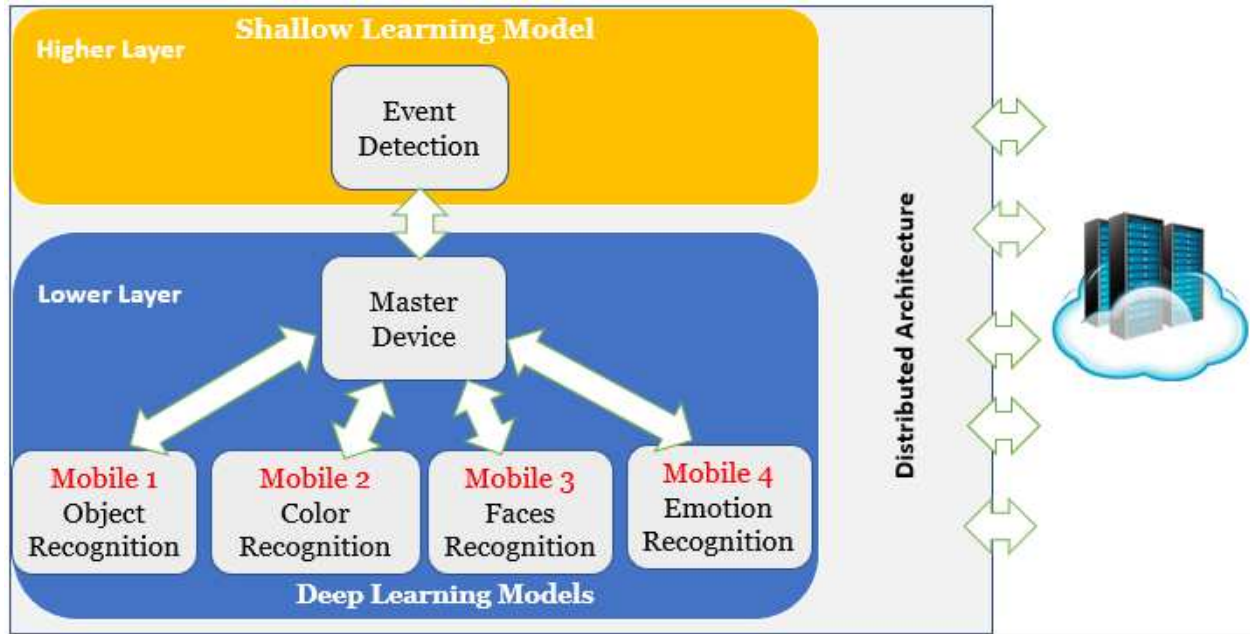 Shallow Learning Model
Higher Layer
Event
Detection
Lower Layer
Master
Device
Mobile 1
Object
Recognition
Mobile 2
Color
Recognition
Mobile 3
Faces
Recognition
Mobile 4
Emotion
Recognition
Deep Learning Models
Distributed Architecture